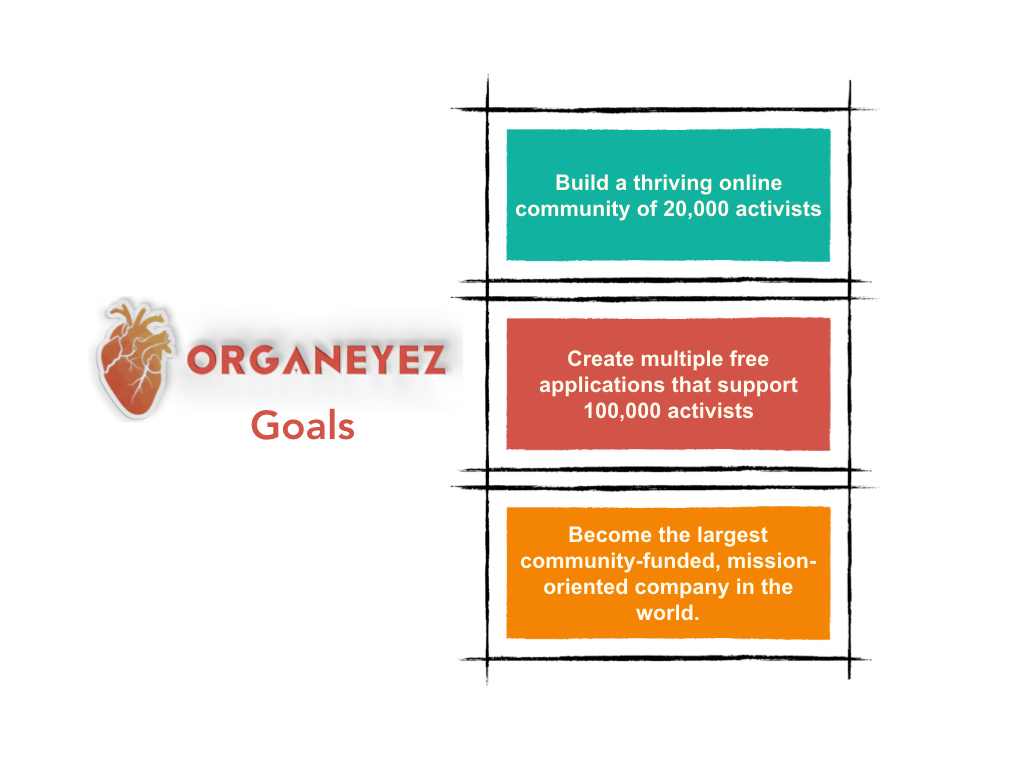 ORGANEYEZ
Goals
Build a thriving online
community of 20,000 activists
Create multiple free
applications that support
100,000 activists
Become the largest
community-funded, mission-
oriented company in the
world.